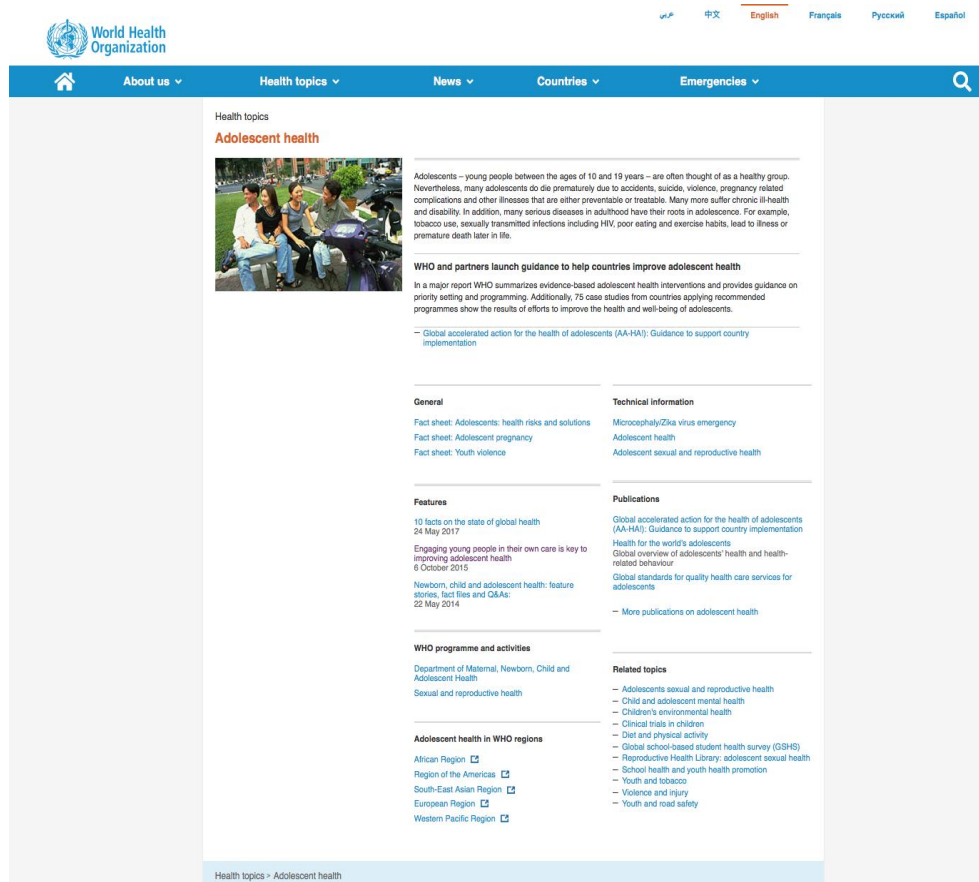 عربي
中文
English
Français
Русский
Español
World Health
Organization
About us
Health topics
News
Countries
Emergencies
Health topics
Adolescent health
Adolescents – young people between the ages of 10 and 19 years – are often thought of as a healthy group.
Nevertheless, many adolescents do die prematurely due to accidents, suicide, violence, pregnancy related
complications and other illnesses that are either preventable or treatable. Many more suffer chronic ill-health
and disability. In addition, many serious diseases in adulthood have their roots in adolescence. For example,
tobacco use, sexually transmitted infections including HIV, poor eating and exercise habits, lead to illness or
premature death later in life.
WHO and partners launch guidance to help countries improve adolescent health
In a major report WHO summarizes evidence-based adolescent health interventions and provides guidance on
priority setting and programming. Additionally, 75 case studies from countries applying recommended
programmes show the results of efforts to improve the health and well-being of adolescents.
– Global accelerated action for the health of adolescents (AA-HA!): Guidance to support country
implementation
General
Fact sheet: Adolescents: health risks and solutions
Fact sheet: Adolescent pregnancy
Fact sheet: Youth violence
Technical information
Microcephaly/Zika virus emergency
Adolescent health
Adolescent sexual and reproductive health
Features
10 facts on the state of global health
24 May 2017
Engaging young people in their own care is key to
improving adolescent health
6 October 2015
Newborn, child and adolescent health: feature
stories, fact files and Q&As:
22 May 2014
Publications
Global accelerated action for the health of adolescents
(AA-HA!): Guidance to support country implementation
Health for the world's adolescents
Global overview of adolescents' health and health-
related behaviour
Global standards for quality health care services for
adolescents
– More publications on adolescent health
WHO programme and activities
Department of Maternal, Newborn, Child and
Adolescent Health
Sexual and reproductive health
Related topics
– Adolescents sexual and reproductive health
– Child and adolescent mental health
– Children's environmental health
– Clinical trials in children
– Diet and physical activity
– Global school-based student health survey (GSHS)
– Reproductive Health Library: adolescent sexual health
– School health and youth health promotion
– Youth and tobacco
– Violence and injury
– Youth and road safety
Adolescent health in WHO regions
African Region
Region of the Americas
South-East Asian Region
European Region
Western Pacific Region
Health topics > Adolescent health